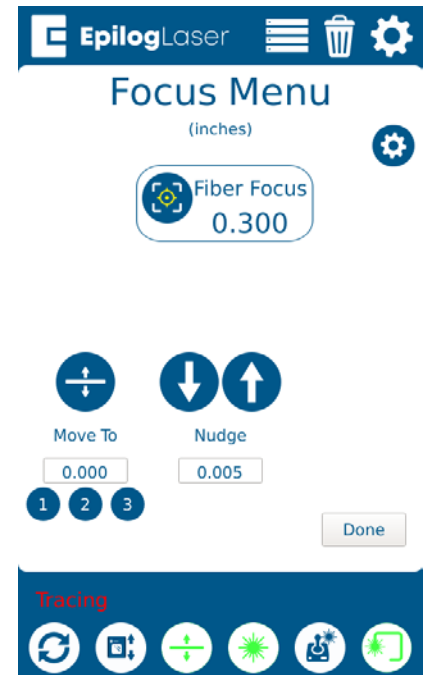 EpilogLaser
Focus Menu
(inches)
Fiber Focus
0.300
Move To
Nudge
0.000
0.005
1 2 3
Done
Tracing